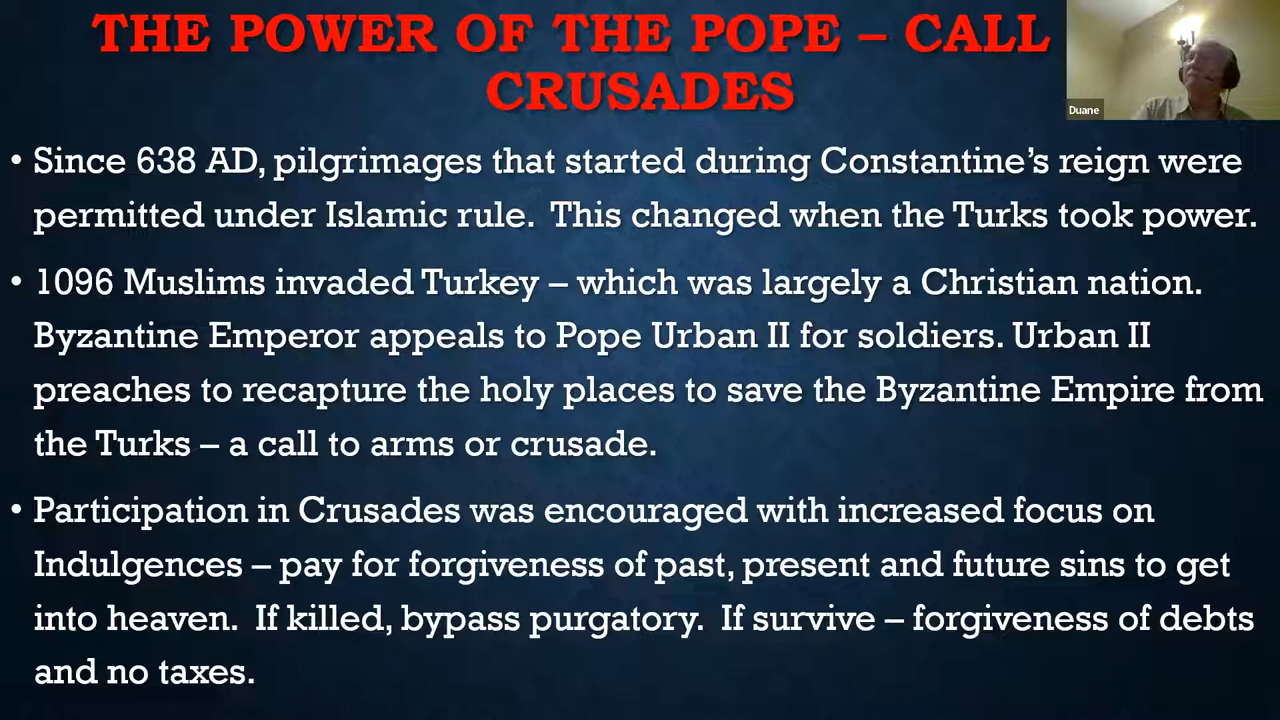 THE POWER OF THE POPE – CALL
CRUSADES
Duane
• Since 638 AD, pilgrimages that started during Constantine’s reign were
permitted under Islamic rule.  This changed when the Turks took power.
• 1096 Muslims invaded Turkey – which was largely a Christian nation.
Byzantine Emperor appeals to Pope Urban II for soldiers. Urban II
preaches to recapture the holy places to save the Byzantine Empire from
the Turks – a call to arms or crusade.
• Participation in Crusades was encouraged with increased focus on
Indulgences – pay for forgiveness of past, present and future sins to get
into heaven.  If killed, bypass purgatory.  If survive – forgiveness of debts
and no taxes.